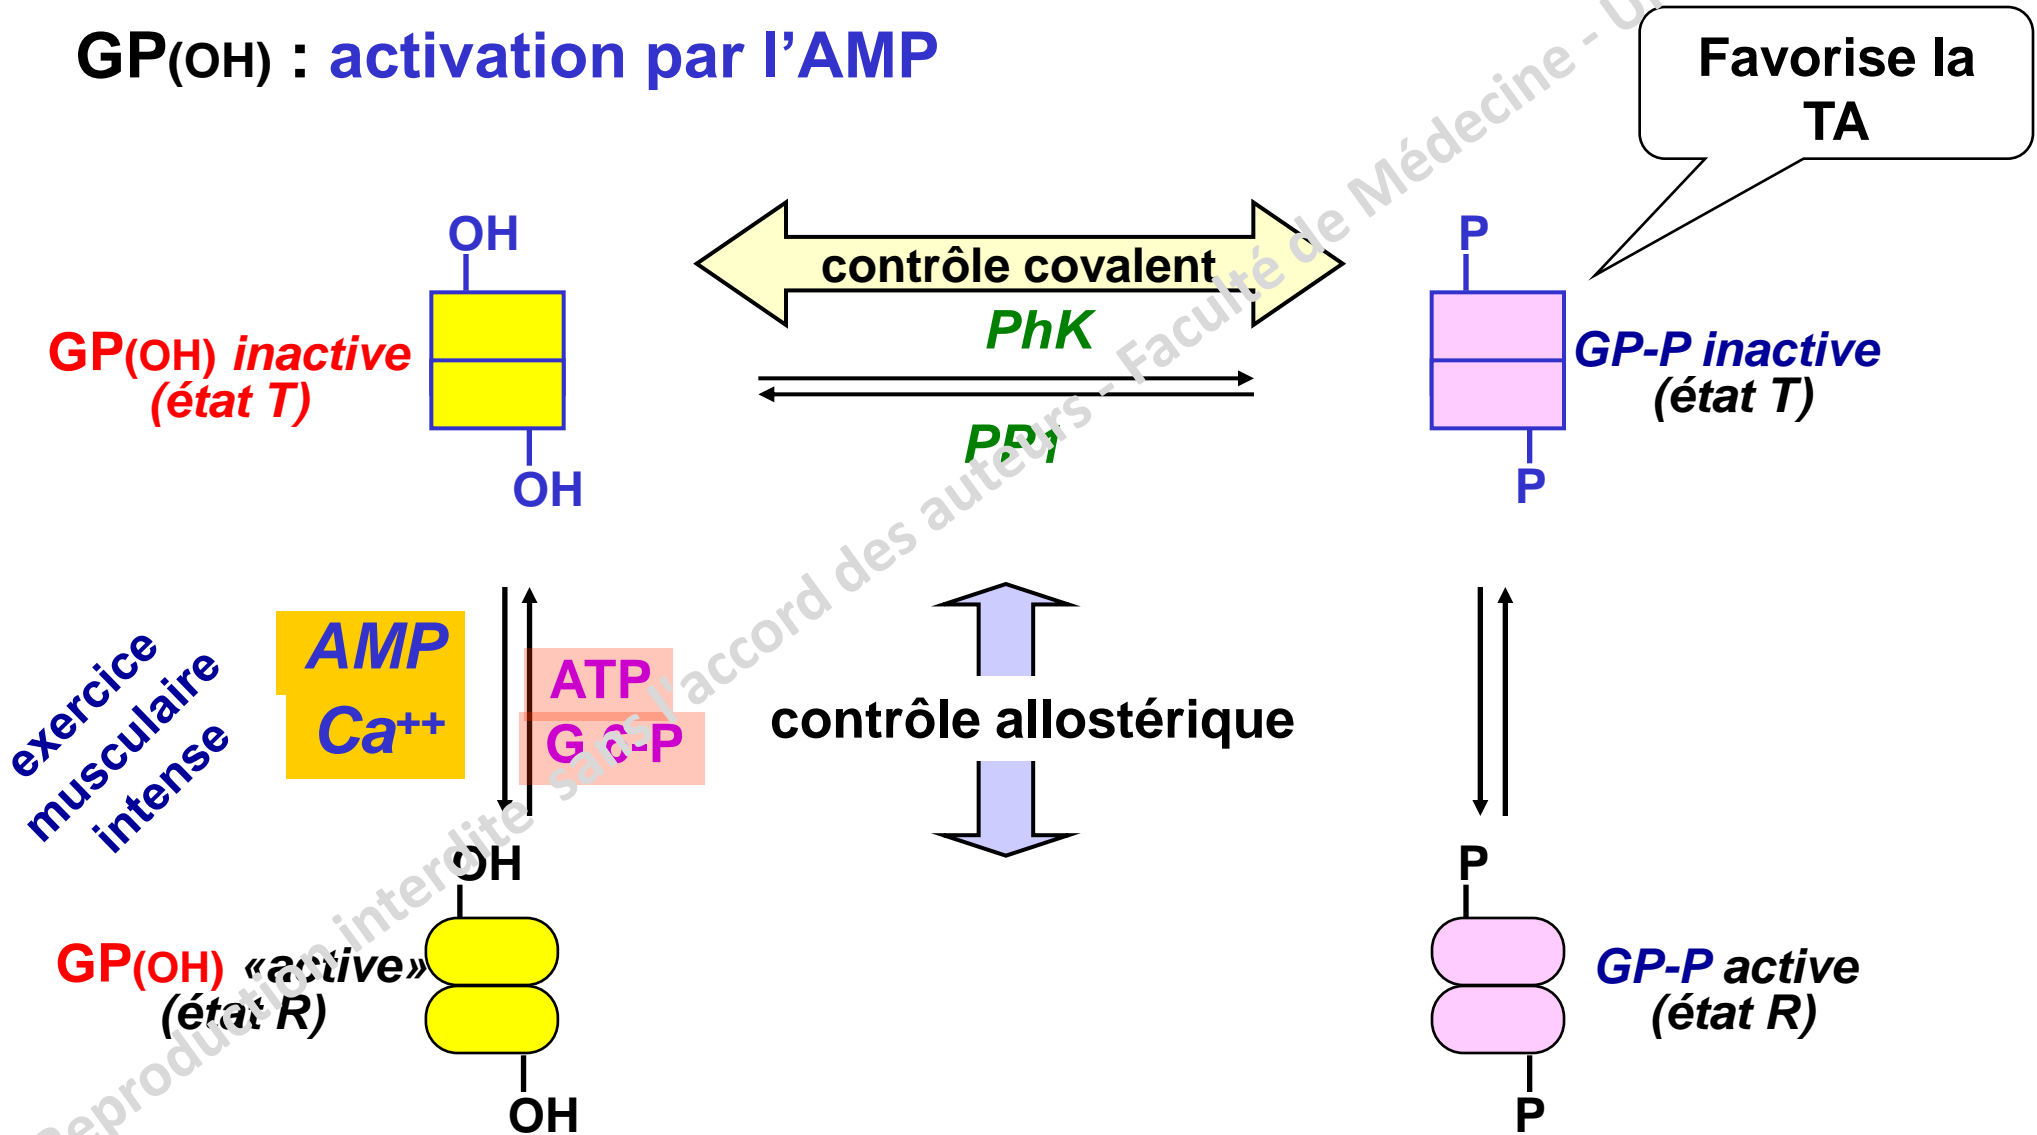 GP(OH) : activation par l’AMP
Favorise la
TA
OH
contrôle covalent
P
PhK
GP(OH) inactive
(état T)
GP-P inactive
(état T)
PP1
OH
P
exercice
musculaire
intense
AMP
Ca++
ATP
G 6-P
contrôle allostérique
OH
P
GP(OH) «active»
(état R)
GP-P active
(état R)
OH
P
Reproduction interdite sans l'accord des auteurs - Faculté de Médecine -